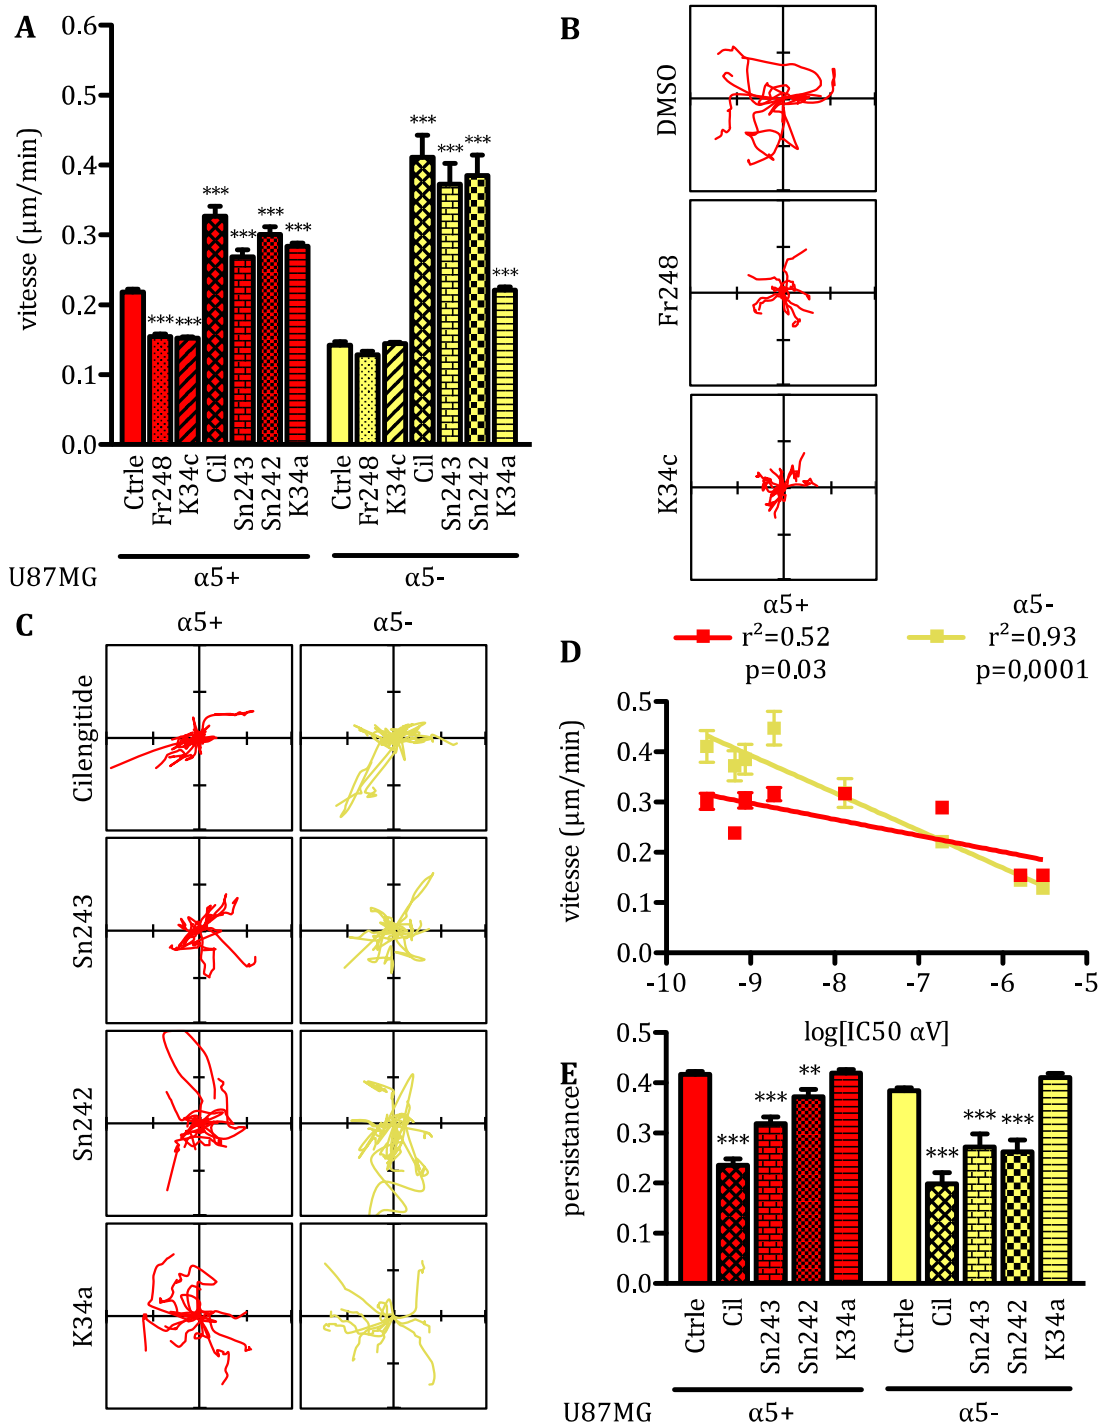 A
0.6
0.5
0.4
0.3
0.2
0.1
0.0
vitesse (µm/min)
***
***
***
***
***
***
***
***
***
***
Ctrle
Fr248
K34c
Cil
Sn243
Sn242
K34a
Ctrle
Fr248
K34c
Cil
Sn243
Sn242
K34a
U87MG
α5+
α5-
B
DMSO
Fr248
K34c
C
α5+
α5-
Cilengitide
Sn243
Sn242
K34a
D
α5+
α5-
r²=0.52
r²=0.93
p=0.03
p=0,0001
0.5
0.4
0.3
0.2
0.1
0.0
vitesse (µm/min)
-10
-9
-8
-7
-6
-5
log[IC50 αV]
E
0.5
0.4
0.3
0.2
0.1
0.0
persistance
***
***
**
***
***
***
Ctrle
Cil
Sn243
Sn242
K34a
Ctrle
Cil
Sn243
Sn242
K34a
U87MG
α5+
α5-